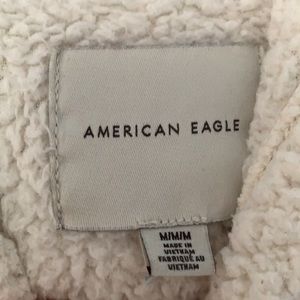 AMERICAN EAGLE
M/M/M
MADE IN
VIETNAM
FABRIQUÉ AU
VIETNAM